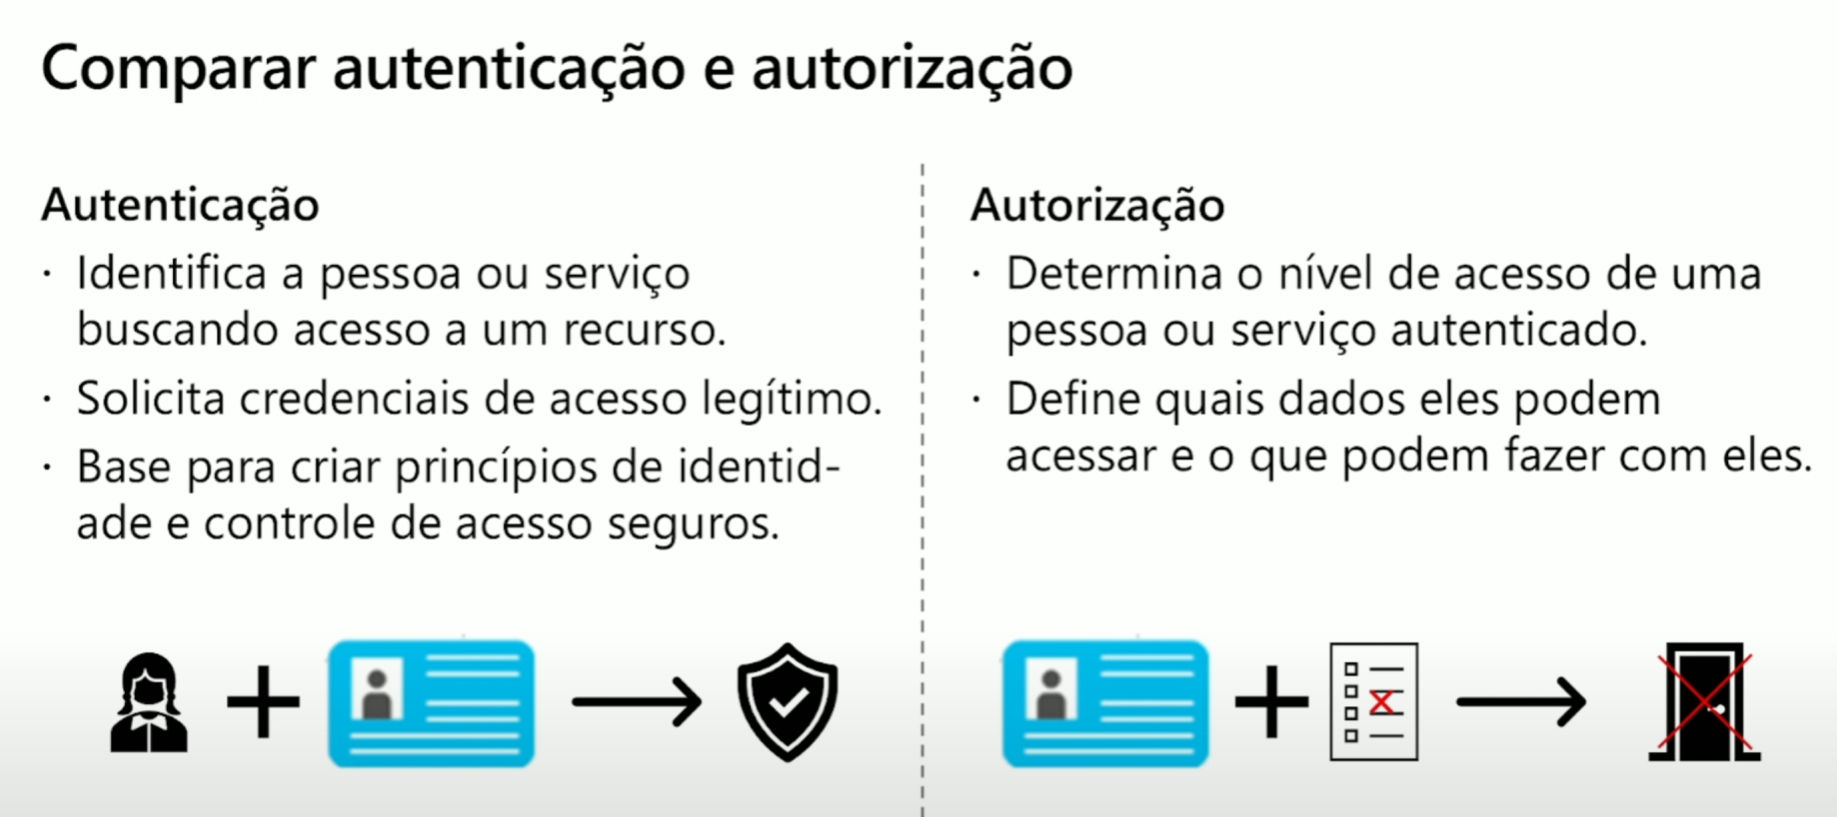 Comparar autenticação e autorização
Autenticação
· Identifica a pessoa ou serviço
buscando acesso a um recurso.
· Solicita credenciais de acesso legítimo.
· Base para criar princípios de identid-
ade e controle de acesso seguros.
Autorização
· Determina o nível de acesso de uma
pessoa ou serviço autenticado.
· Define quais dados eles podem
acessar e o que podem fazer com eles.